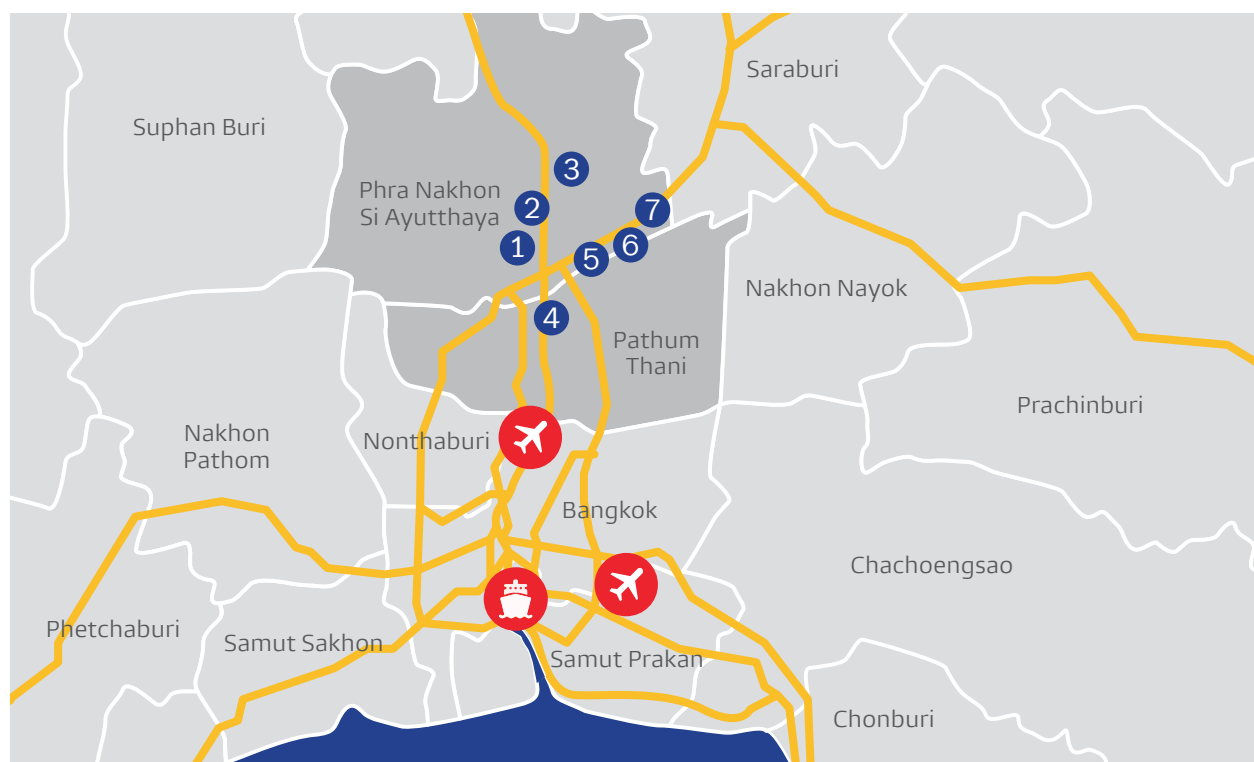 Saraburi
Suphan Buri
3
Phra Nakhon
Si Ayutthaya
2
7
1
6
5
Nakhon Nayok
4
Pathum
Thani
Prachinburi
Nakhon
Pathom
Nonthaburi
Bangkok
Chachoengsao
Phetchaburi
Samut Sakhon
Samut Prakan
Chonburi